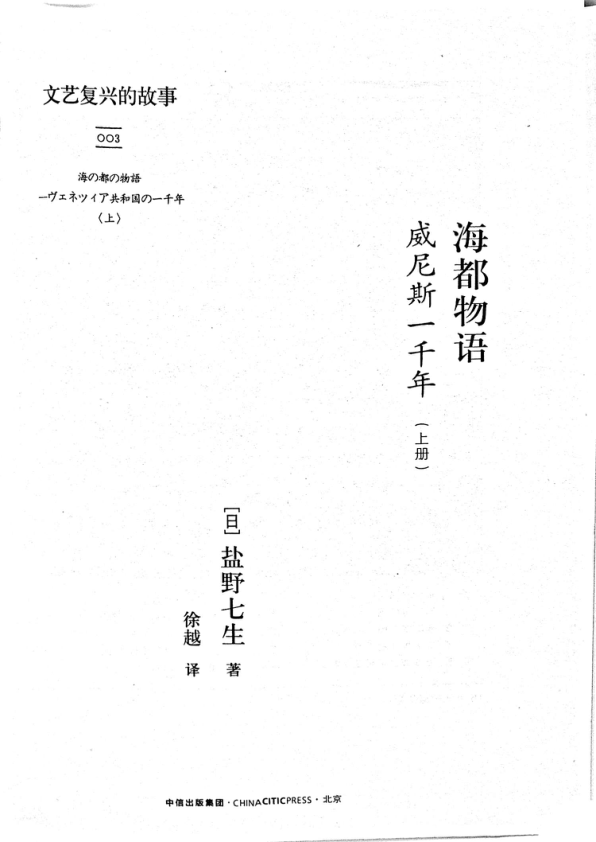 文艺复兴的故事
003
海の都の物語
—ヴェネツィア共和国の一千年
〈上〉
海都物语
威尼斯一千年(上册)
[日]盐野七生 著
徐越 译
中信出版集团·CHINACITICPRESS·北京